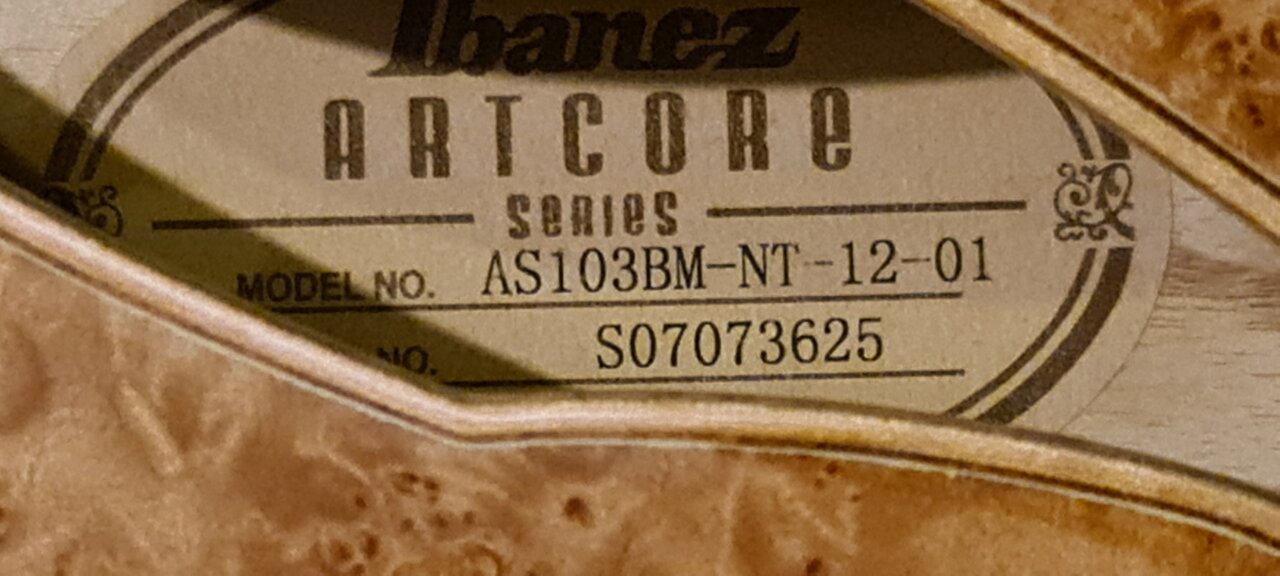 Ibanez
ARTCORE
SERIES
MODEL NO. AS103BM-NT-12-01
NO. S07073625